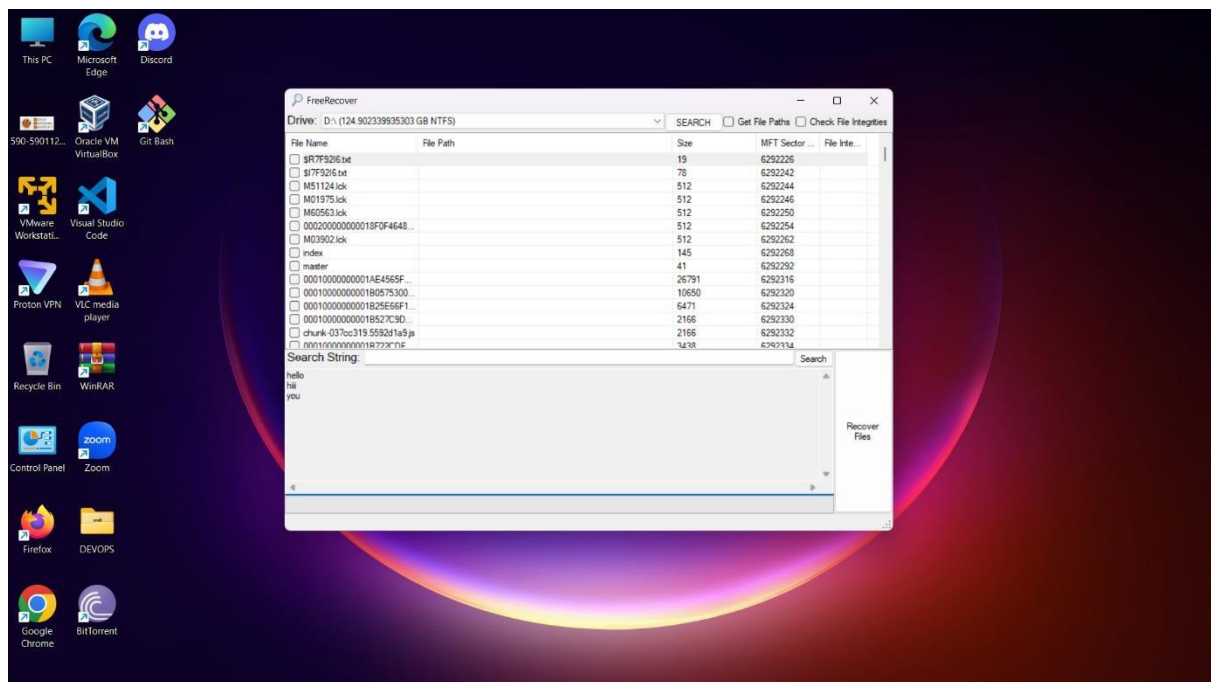 This PC
Microsoft
Edge
Discord
590-590112...
Oracle VM
VirtualBox
Git Bash
VMware
Workstati...
Visual Studio
Code
Proton VPN
VLC media
player
Recycle Bin
WinRAR
Control Panel
zoom
Zoom
Firefox
DEVOPS
Google
Chrome
BitTorrent
FreeRecover
Drive: D:\ (124.902339935303 GB NTFS) SEARCH Get File Paths Check File Integrities
File Name File Path Size MFT Sector ... File Inte...
$R7F92I6.txt 19 6292226
$I7F92I6.txt 78 6292242
M51124.lck 512 6292244
M01975.lck 512 6292246
M60563.lck 512 6292250
000200000000018F0F4648... 512 6292254
M03902.lck 512 6292262
index 145 6292268
master 41 6292292
00010000000001AE4565F... 26791 6292316
00010000000001B0575300... 10650 6292320
00010000000001B25E66F1... 6471 6292324
00010000000001B527C9D... 2166 6292330
chunk-037cc319.5592d1a9.js 2166 6292332
00010000000001B722CDF... 3438 6292334
Search String: Search
hello
hiii
you
Recover
Files